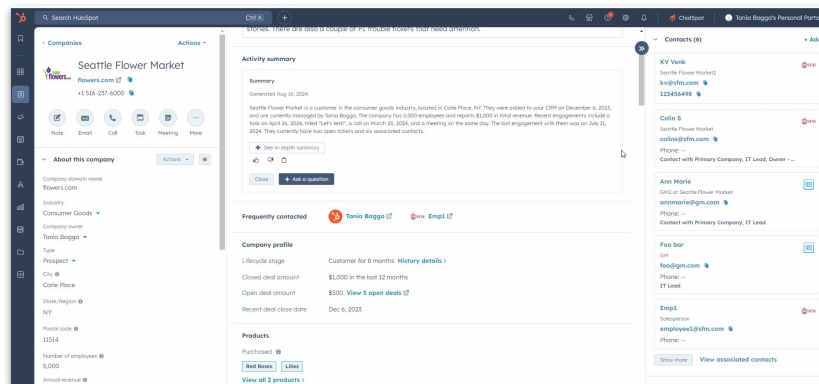 Search HubSpot
Ctrl K
ChatSpot
Tania Bagga's Personal Porta
stories. There are also a couple of P1 trouble tickets that need attention.
Companies
Actions
Seattle Flower Market
flowers.com
+1 516-237-6000
Note
Email
Call
Task
Meeting
More
About this company
Actions
Company domain name
flowers.com
Industry
Consumer Goods
Company owner
Tania Bagga
Type
Prospect
City
Carle Place
State/Region
NY
Postal code
11514
Number of employees
5,000
Annual revenue
Activity summary
Summary
Generated Aug 16, 2024
Seattle Flower Market is a customer in the consumer goods industry, located in Carle Place, NY. They were added to your CRM on December 6, 2023,
and are currently managed by Tania Bagga. The company has 5,000 employees and reports $1,000 in total revenue. Recent engagements include a
task on April 26, 2024, titled "Let's test!", a call on March 25, 2024, and a meeting on the same day. The last engagement with them was on July 11,
2024. They currently have two open tickets and six associated contacts.
See in-depth summary
Close
Ask a question
Frequently contacted
Tania Bagga
Emp1
Company profile
Lifecycle stage
Customer for 8 months History details
Closed deal amount
$1,000 in the last 12 months
Open deal amount
$500 View 5 open deals
Recent deal close date
Dec 6, 2023
Products
Purchased
Red Roses
Lilies
View all 2 products
Contacts (6)
+ Add
KV Venk
Seattle Flower Market2
kv@sfm.com
123456498
Colin S
Seattle Flower Market
colins@sfm.com
Phone: --
Contact with Primary Company, IT Lead, Owner - ...
Ann Marie
GM2 at Seattle Flower Market
annmarie@gm.com
Phone: --
Contact with Primary Company, IT Lead
Foo bar
GM
foo@gm.com
Phone: --
IT Lead
Emp1
Salesperson
employee1@sfm.com
Phone: --
Show more
View associated contacts